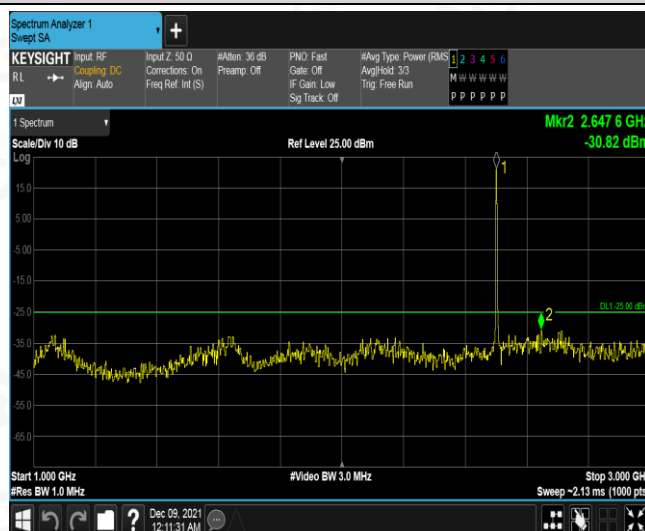 Spectrum Analyzer 1
Swept SA
+
KEYSIGHT Input: RF Input Z: 50 Ω #Atten: 36 dB PNO: Fast #Avg Type: Power (RMS 1 2 3 4 5 6
RL Coupling: DC Corrections: On Preamp: Off Gate: Off Avg|Hold: 3/3 M W W W W W
Align: Auto Freq Ref: Int (S) IF Gain: Low Trig: Free Run
LXI Sig Track: Off P P P P P P
1 Spectrum Mkr2 2.647 6 GHz
Scale/Div 10 dB Ref Level 25.00 dBm -30.82 dBm
Log
1
15.0
5.00
-5.00
-15.0
-25.0 DL1 -25.00 dBm
2
-35.0
-45.0
-55.0
-65.0
Start 1.000 GHz #Video BW 3.0 MHz Stop 3.000 GHz
#Res BW 1.0 MHz Sweep ~2.13 ms (1000 pts
? Dec 09, 2021
12:11:31 AM